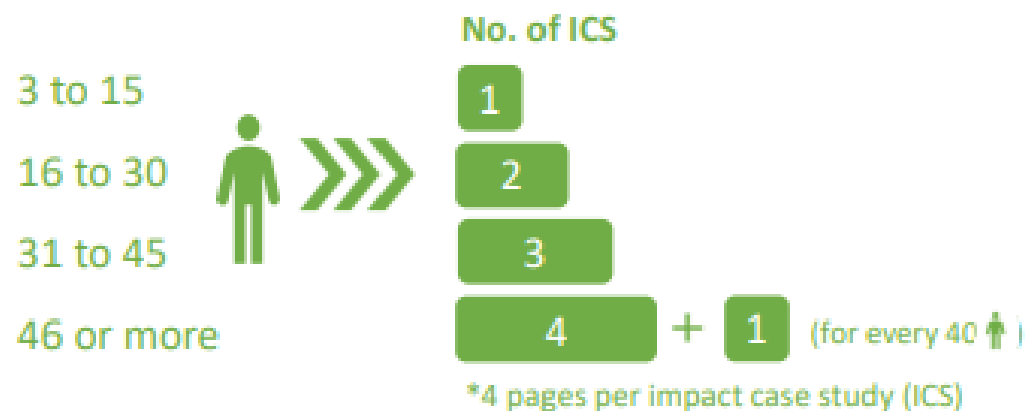 No. of ICS
3 to 15
1
16 to 30
2
31 to 45
3
46 or more
4 + 1 (for every 40 )
*4 pages per impact case study (ICS)